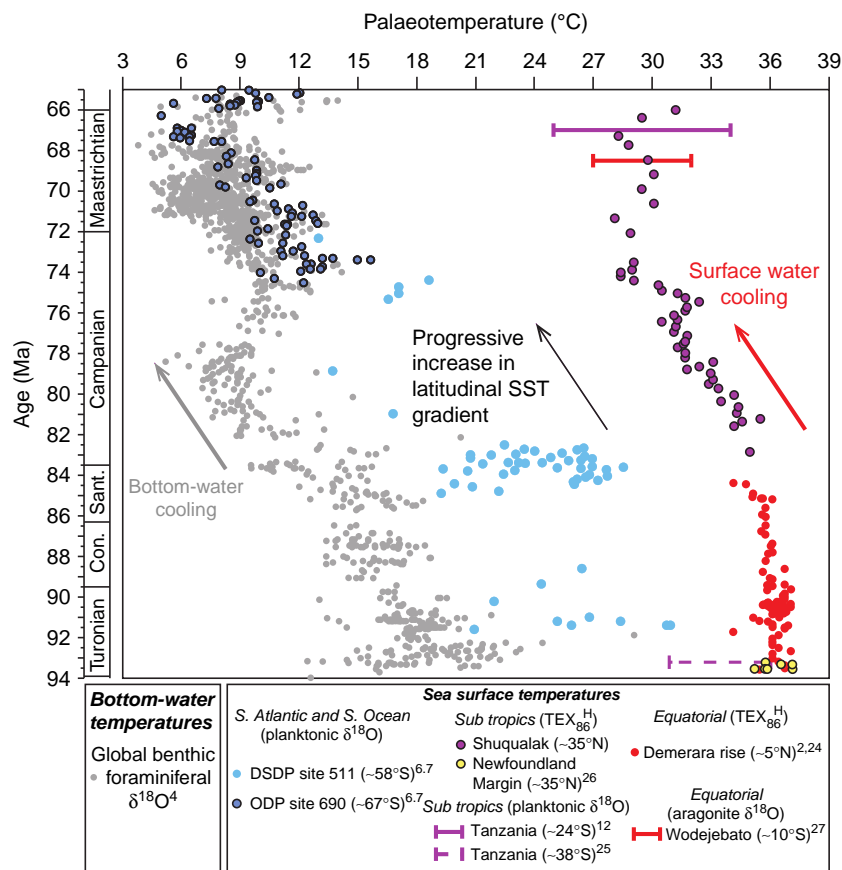 Palaeotemperature (°C)
3 6 9 12 15 18 21 24 27 30 33 36 39
Age (Ma)
66
68
70
72
74
76
78
80
82
84
86
88
90
92
94
Maastrichtian
Campanian
Sant.
Con.
Turonian
Surface water
cooling
Progressive
increase in
latitudinal SST
gradient
Bottom-water
cooling
Bottom-water
temperatures
Global benthic
foraminiferal
δ18O4
Sea surface temperatures
S. Atlantic and S. Ocean
(planktonic δ18O)
DSDP site 511 (~58°S)6.7
ODP site 690 (~67°S)6.7
Sub tropics (TEX86H)
Shuqualak (~35°N)
Newfoundland
Margin (~35°N)26
Sub tropics (planktonic δ18O)
Tanzania (~24°S)12
Tanzania (~38°S)25
Equatorial (TEX86H)
Demerara rise (~5°N)2,24
Equatorial
(aragonite δ18O)
Wodejebato (~10°S)27